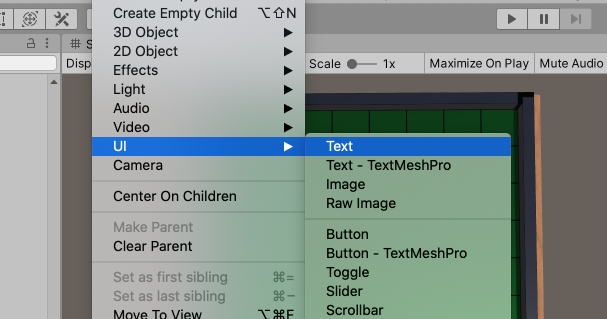 Create Empty Child ⌥⇧N
3D Object
2D Object
Effects
Light
Audio
Video
UI
Camera
Center On Children
Make Parent
Clear Parent
Set as first sibling ⌘=
Set as last sibling ⌘−
Move To View ⌥⌘F
Text
Text - TextMeshPro
Image
Raw Image
Button
Button - TextMeshPro
Toggle
Slider
Scrollbar
Scale 1x
Maximize On Play
Mute Audio